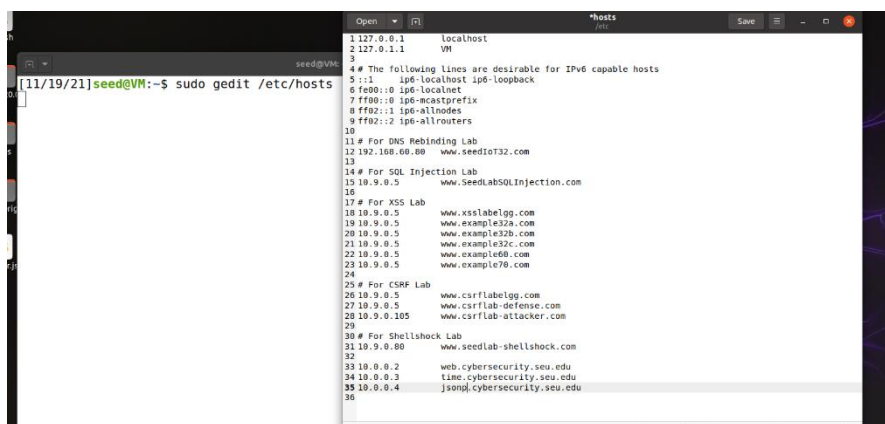 seed@VM:
[11/19/21]seed@VM:~$ sudo gedit /etc/hosts
Open
*hosts
/etc
Save
1 127.0.0.1 localhost
2 127.0.1.1 VM
3
4 # The following lines are desirable for IPv6 capable hosts
5 ::1 ip6-localhost ip6-loopback
6 fe00::0 ip6-localnet
7 ff00::0 ip6-mcastprefix
8 ff02::1 ip6-allnodes
9 ff02::2 ip6-allrouters
10
11 # For DNS Rebinding Lab
12 192.168.60.80 www.seedIoT32.com
13
14 # For SQL Injection Lab
15 10.9.0.5 www.SeedLabSQLInjection.com
16
17 # For XSS Lab
18 10.9.0.5 www.xsslabelgg.com
19 10.9.0.5 www.example32a.com
20 10.9.0.5 www.example32b.com
21 10.9.0.5 www.example32c.com
22 10.9.0.5 www.example60.com
23 10.9.0.5 www.example70.com
24
25 # For CSRF Lab
26 10.9.0.5 www.csrflabelgg.com
27 10.9.0.5 www.csrflab-defense.com
28 10.9.0.105 www.csrflab-attacker.com
29
30 # For Shellshock Lab
31 10.9.0.80 www.seedlab-shellshock.com
32
33 10.0.0.2 web.cybersecurity.seu.edu
34 10.0.0.3 time.cybersecurity.seu.edu
35 10.0.0.4 jsonp.cybersecurity.seu.edu
36